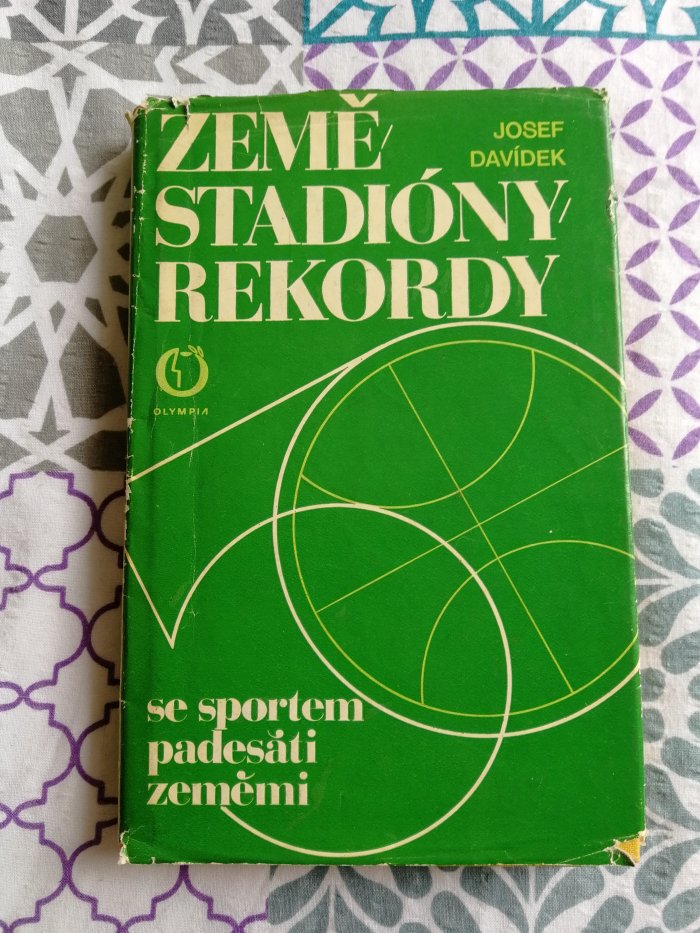 ZEMĚ/
STADIÓNY/
REKORDY
JOSEF
DAVÍDEK
OLYMPIA
se sportem
padesáti
zeměmi